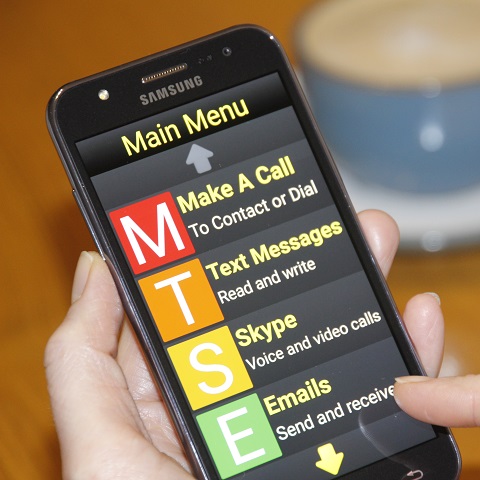 SAMSUNG
Main Menu
M
Make A Call
To Contact or Dial
T
Text Messages
Read and write
S
Skype
Voice and video calls
E
Emails
Send and receive